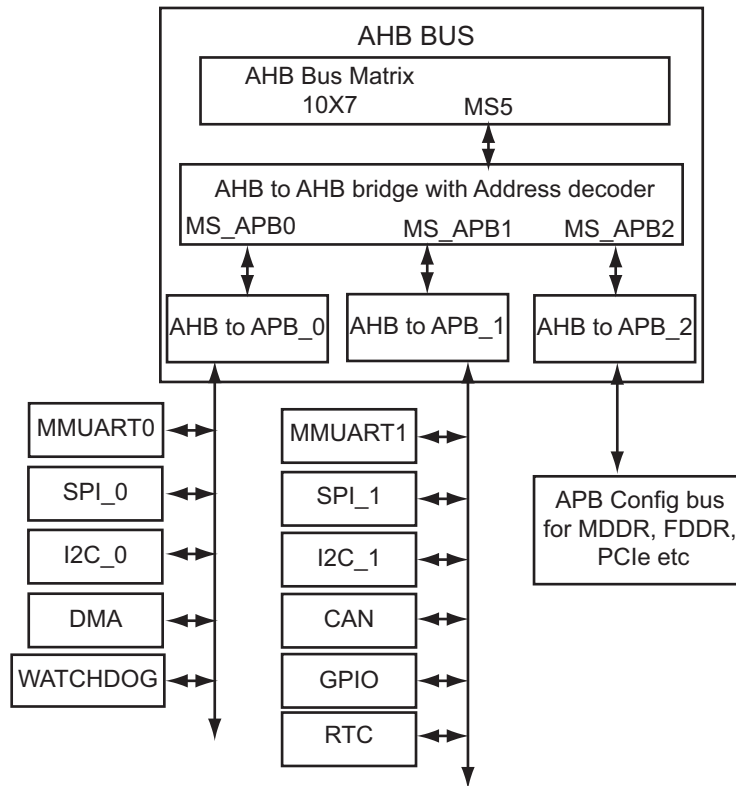 AHB BUS
AHB Bus Matrix
10X7
MS5
AHB to AHB bridge with Address decoder
MS_APB0
MS_APB1
MS_APB2
AHB to APB_0
AHB to APB_1
AHB to APB_2
MMUART0
SPI_0
I2C_0
DMA
WATCHDOG
MMUART1
SPI_1
I2C_1
CAN
GPIO
RTC
APB Config bus
for MDDR, FDDR,
PCIe etc